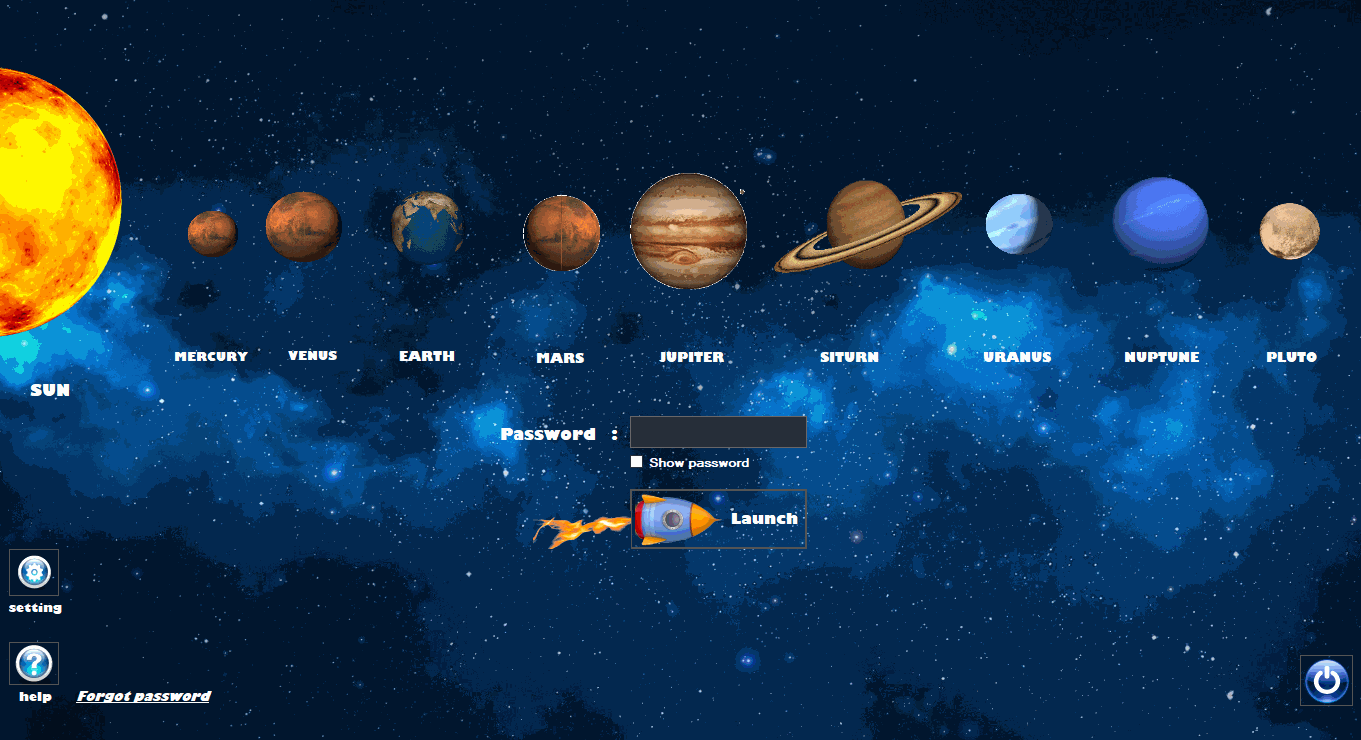 MERCURY
VENUS
EARTH
MARS
JUPITER
SITURN
URANUS
NUPTUNE
PLUTO
SUN
Password :
Show password
Launch
setting
?
help
Forgot password